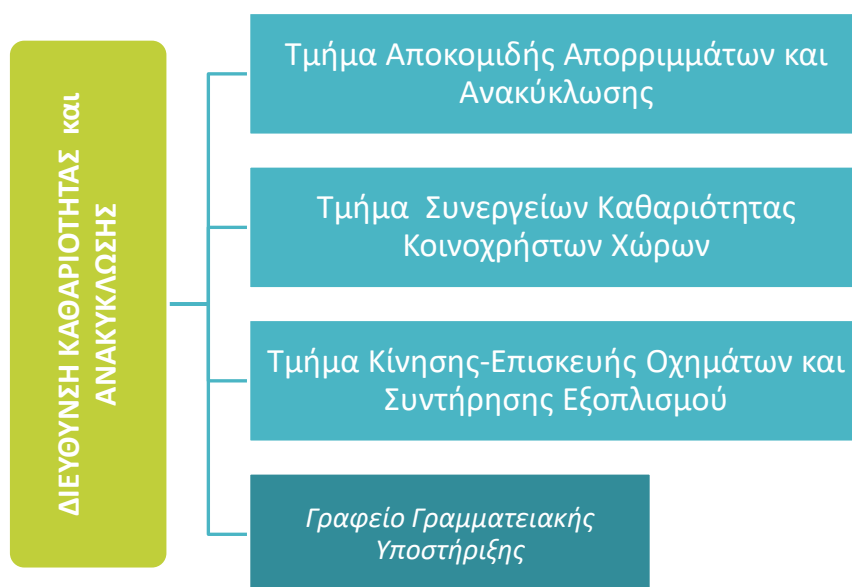 ΔΙΕΥΘΥΝΣΗ ΚΑΘΑΡΙΟΤΗΤΑΣ και
ΑΝΑΚΥΚΛΩΣΗΣ
Τμήμα Αποκομιδής Απορριμμάτων και
Ανακύκλωσης
Τμήμα Συνεργείων Καθαριότητας
Κοινοχρήστων Χώρων
Τμήμα Κίνησης-Επισκευής Οχημάτων και
Συντήρησης Εξοπλισμού
Γραφείο Γραμματειακής
Υποστήριξης